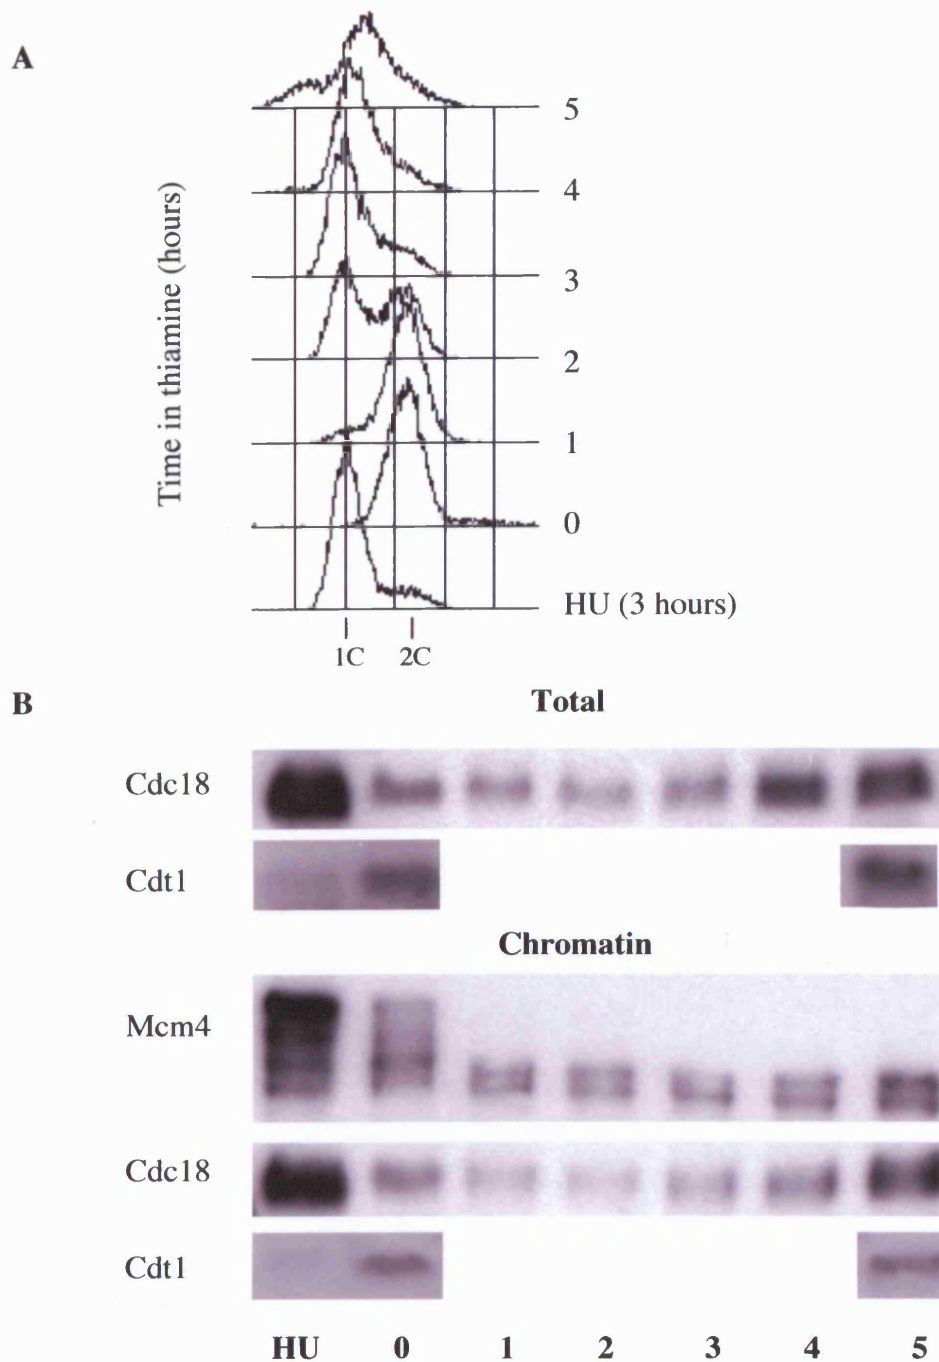 A
Time in thiamine (hours)
5
4
3
2
1
0
HU (3 hours)
1C 2C
B
Total
Cdc18
Cdt1
Chromatin
Mcm4
Cdc18
Cdt1
HU 0 1 2 3 4 5